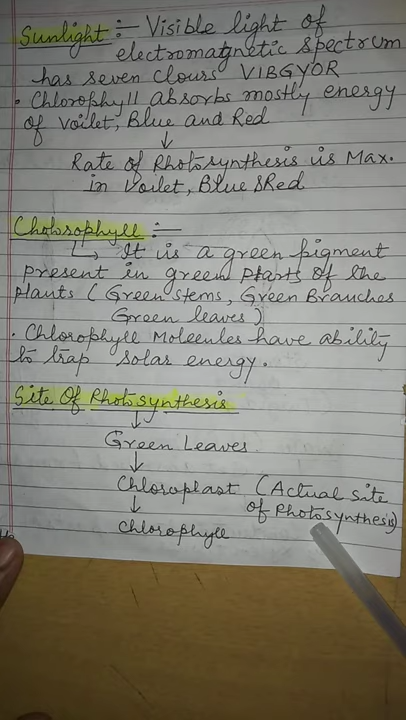 Sunlight :- Visible light of
electromagnetic spectrum
has seven clours VIBGYOR
• Chlorophyll absorbs mostly energy
of Voilet, Blue and Red
↓
Rate of Photosynthesis is Max.
in Voilet, Blue & Red
Cholorophyll :-
↳ It is a green pigment
present in green parts of the
plants (Green stems, Green Branches
Green leaves)
• Chlorophyll Molecules have ability
to trap solar energy.
Site Of Photosynthesis
↓
Green Leaves
↓
Chloroplast (Actual site
of Photosynthesis)
↓
Chlorophyll